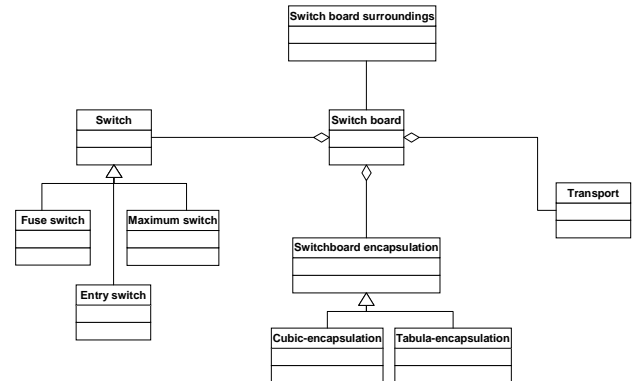 Switch board surroundings
Switch
Switch board
Transport
Fuse switch
Maximum switch
Switchboard encapsulation
Entry switch
Cubic-encapsulation
Tabula-encapsulation